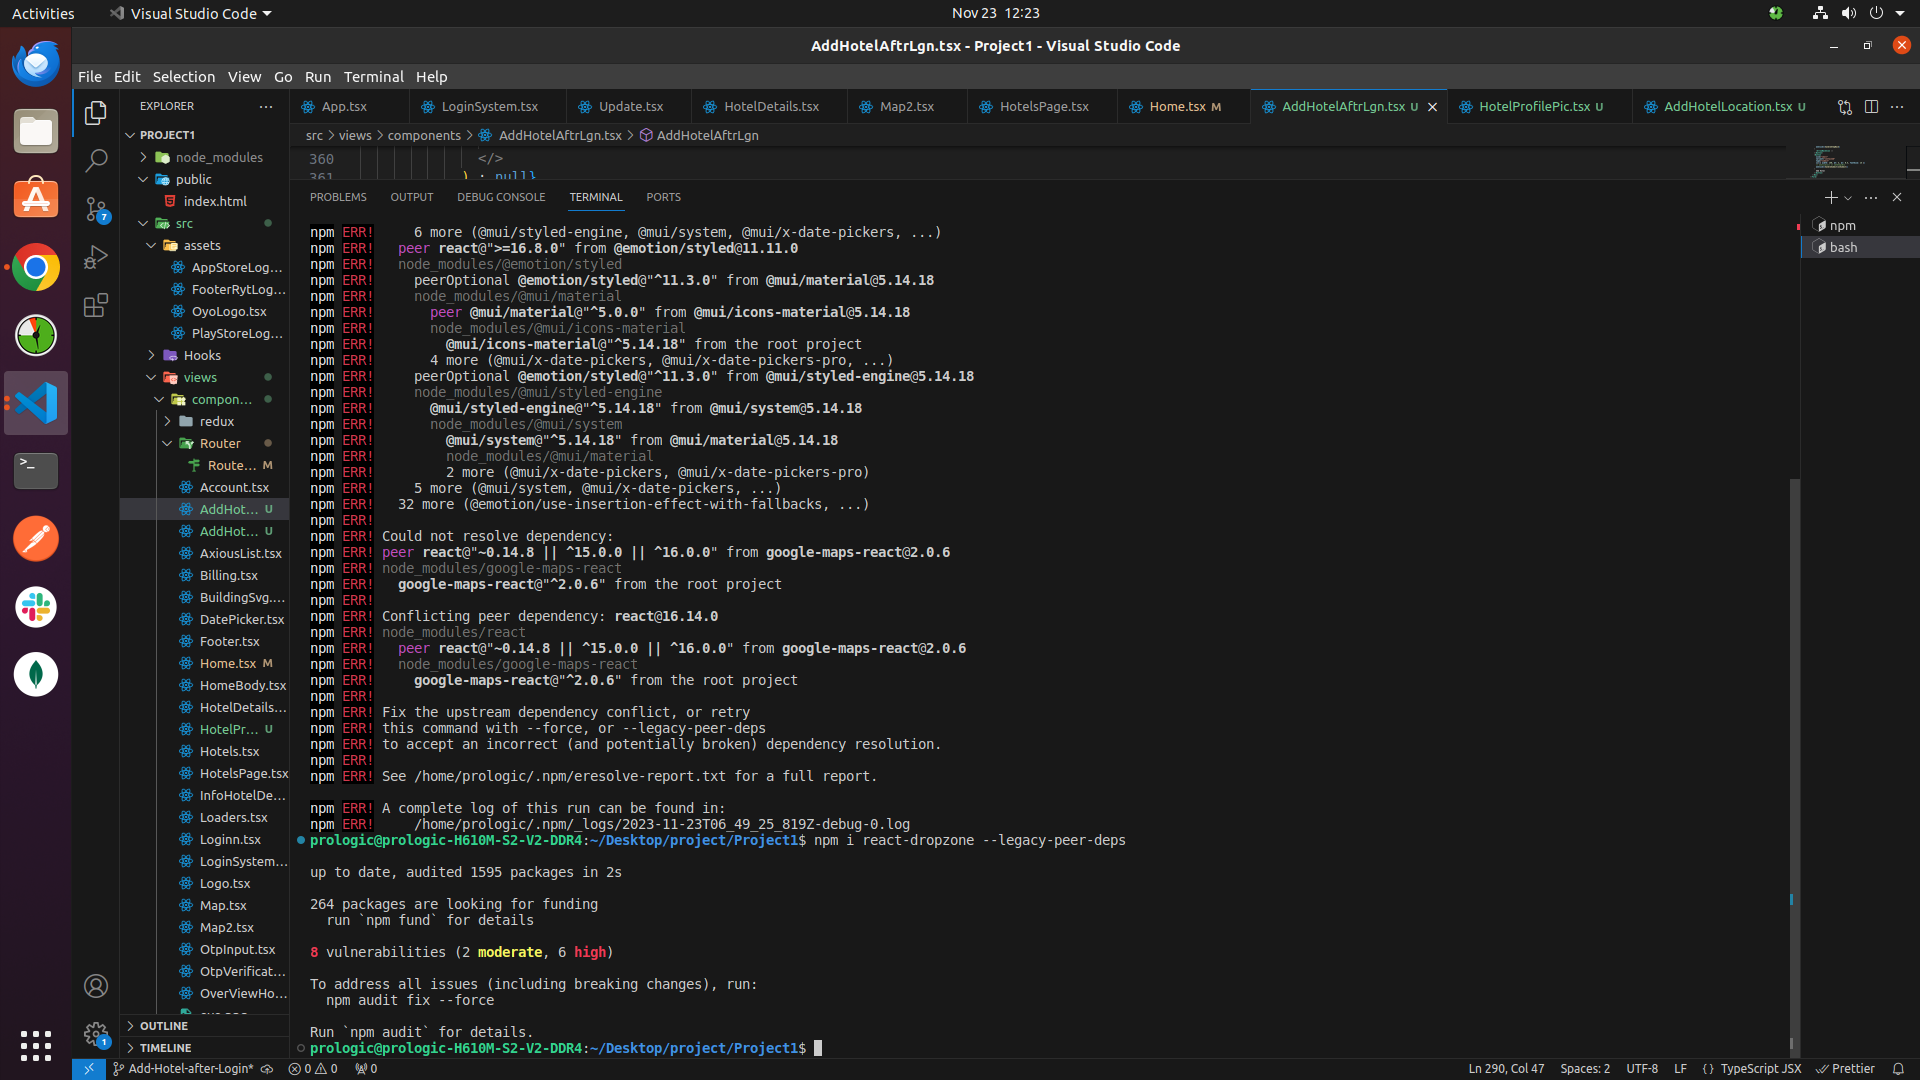 Activities
Visual Studio Code
Nov 23 12:23
AddHotelAftrLgn.tsx - Project1 - Visual Studio Code
File Edit Selection View Go Run Terminal Help
EXPLORER
App.tsx
LoginSystem.tsx
Update.tsx
HotelDetails.tsx
Map2.tsx
HotelsPage.tsx
Home.tsx M
AddHotelAftrLgn.tsx U
HotelProfilePic.tsx U
AddHotelLocation.tsx U
src > views > components > AddHotelAftrLgn.tsx > AddHotelAftrLgn
PROJECT1
node_modules
public
index.html
src
assets
AppStoreLog...
FooterRytLog...
OyoLogo.tsx
PlayStoreLog...
Hooks
views
compon...
redux
Router
Route... M
Account.tsx
AddHot... U
AddHot... U
AxiousList.tsx
Billing.tsx
BuildingSvg....
DatePicker.tsx
Footer.tsx
Home.tsx M
HomeBody.tsx
HotelDetails...
HotelPr... U
Hotels.tsx
HotelsPage.tsx
InfoHotelDe...
Loaders.tsx
Loginn.tsx
LoginSystem...
Logo.tsx
Map.tsx
Map2.tsx
OtpInput.tsx
OtpVerificat...
OverViewHo...
OUTLINE
TIMELINE
360 </>
361 ) : null}
PROBLEMS OUTPUT DEBUG CONSOLE TERMINAL PORTS
npm
bash
npm ERR! 6 more (@mui/styled-engine, @mui/system, @mui/x-date-pickers, ...)
npm ERR! peer react@">=16.8.0" from @emotion/styled@11.11.0
npm ERR! node_modules/@emotion/styled
npm ERR! peerOptional @emotion/styled@"^11.3.0" from @mui/material@5.14.18
npm ERR! node_modules/@mui/material
npm ERR! peer @mui/material@"^5.0.0" from @mui/icons-material@5.14.18
npm ERR! node_modules/@mui/icons-material
npm ERR! @mui/icons-material@"^5.14.18" from the root project
npm ERR! 4 more (@mui/x-date-pickers, @mui/x-date-pickers-pro, ...)
npm ERR! peerOptional @emotion/styled@"^11.3.0" from @mui/styled-engine@5.14.18
npm ERR! node_modules/@mui/styled-engine
npm ERR! @mui/styled-engine@"^5.14.18" from @mui/system@5.14.18
npm ERR! node_modules/@mui/system
npm ERR! @mui/system@"^5.14.18" from @mui/material@5.14.18
npm ERR! node_modules/@mui/material
npm ERR! 2 more (@mui/x-date-pickers, @mui/x-date-pickers-pro)
npm ERR! 5 more (@mui/system, @mui/x-date-pickers, ...)
npm ERR! 32 more (@emotion/use-insertion-effect-with-fallbacks, ...)
npm ERR!
npm ERR! Could not resolve dependency:
npm ERR! peer react@"~0.14.8 || ^15.0.0 || ^16.0.0" from google-maps-react@2.0.6
npm ERR! node_modules/google-maps-react
npm ERR! google-maps-react@"^2.0.6" from the root project
npm ERR!
npm ERR! Conflicting peer dependency: react@16.14.0
npm ERR! node_modules/react
npm ERR! peer react@"~0.14.8 || ^15.0.0 || ^16.0.0" from google-maps-react@2.0.6
npm ERR! node_modules/google-maps-react
npm ERR! google-maps-react@"^2.0.6" from the root project
npm ERR!
npm ERR! Fix the upstream dependency conflict, or retry
npm ERR! this command with --force, or --legacy-peer-deps
npm ERR! to accept an incorrect (and potentially broken) dependency resolution.
npm ERR!
npm ERR! See /home/prologic/.npm/eresolve-report.txt for a full report.
npm ERR! A complete log of this run can be found in:
npm ERR! /home/prologic/.npm/_logs/2023-11-23T06_49_25_819Z-debug-0.log
prologic@prologic-H610M-S2-V2-DDR4:~/Desktop/project/Project1$ npm i react-dropzone --legacy-peer-deps
up to date, audited 1595 packages in 2s
264 packages are looking for funding
run `npm fund` for details
8 vulnerabilities (2 moderate, 6 high)
To address all issues (including breaking changes), run:
npm audit fix --force
Run `npm audit` for details.
prologic@prologic-H610M-S2-V2-DDR4:~/Desktop/project/Project1$
7
1
Add-Hotel-after-Login*
0 0
0
Ln 290, Col 47
Spaces: 2
UTF-8
LF
{} TypeScript JSX
Prettier